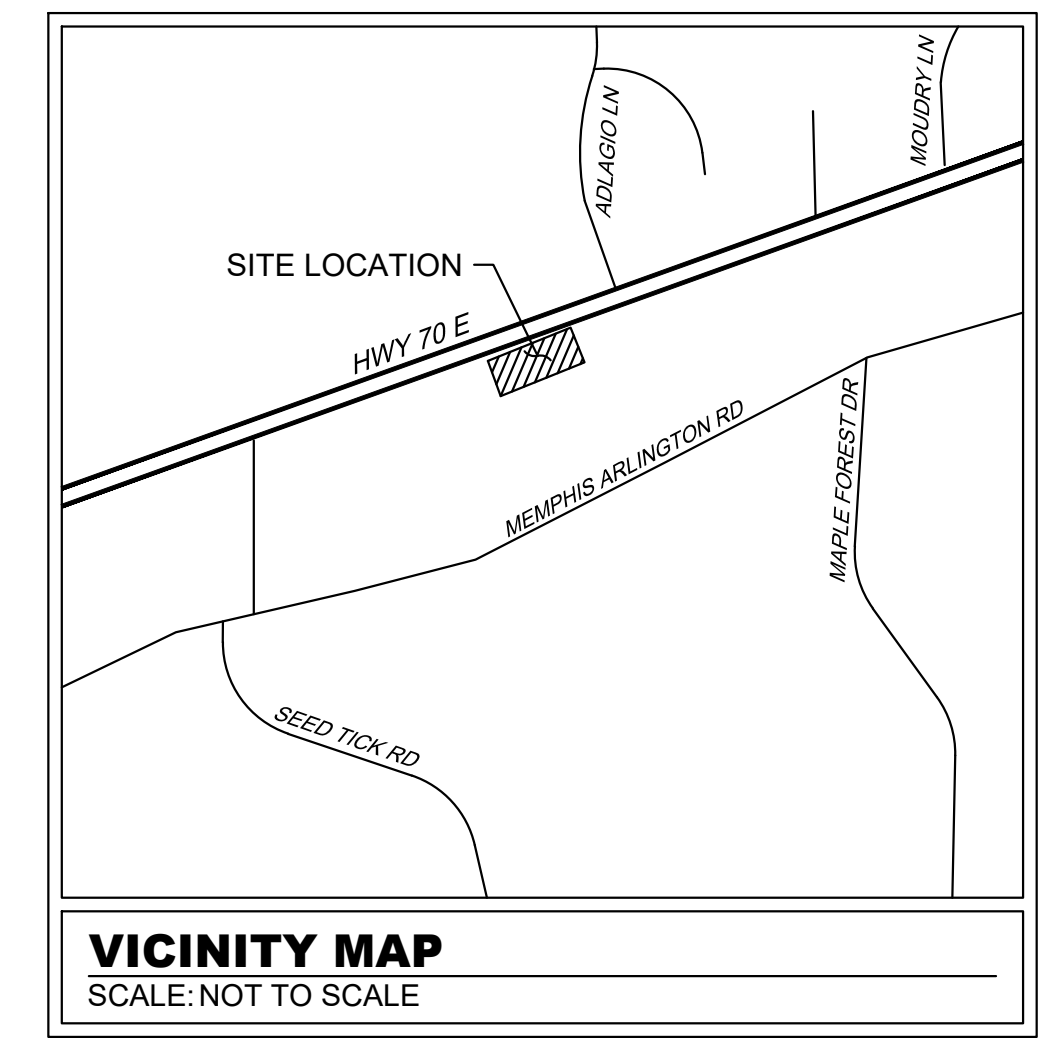 MOUDRY LN
ADLAGIO LN
SITE LOCATION
HWY 70 E
MEMPHIS ARLINGTON RD
MAPLE FOREST DR
SEED TICK RD
VICINITY MAP
SCALE: NOT TO SCALE